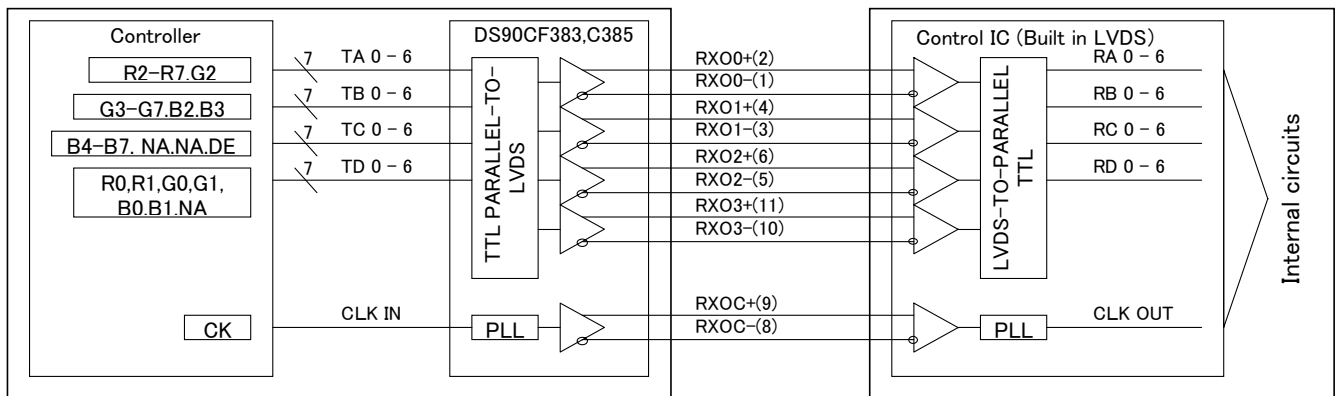 Controller
R2-R7.G2
G3-G7.B2.B3
B4-B7. NA.NA.DE
R0,R1,G0,G1,
B0.B1.NA
CK
7
TA 0 - 6
7
TB 0 - 6
7
TC 0 - 6
7
TD 0 - 6
CLK IN
DS90CF383,C385
TTL PARALLEL-TO-
LVDS
PLL
RXO0+(2)
RXO0-(1)
RXO1+(4)
RXO1-(3)
RXO2+(6)
RXO2-(5)
RXO3+(11)
RXO3-(10)
RXOC+(9)
RXOC-(8)
Control IC (Built in LVDS)
LVDS-TO-PARALLEL
TTL
PLL
RA 0 - 6
RB 0 - 6
RC 0 - 6
RD 0 - 6
CLK OUT
Internal circuits